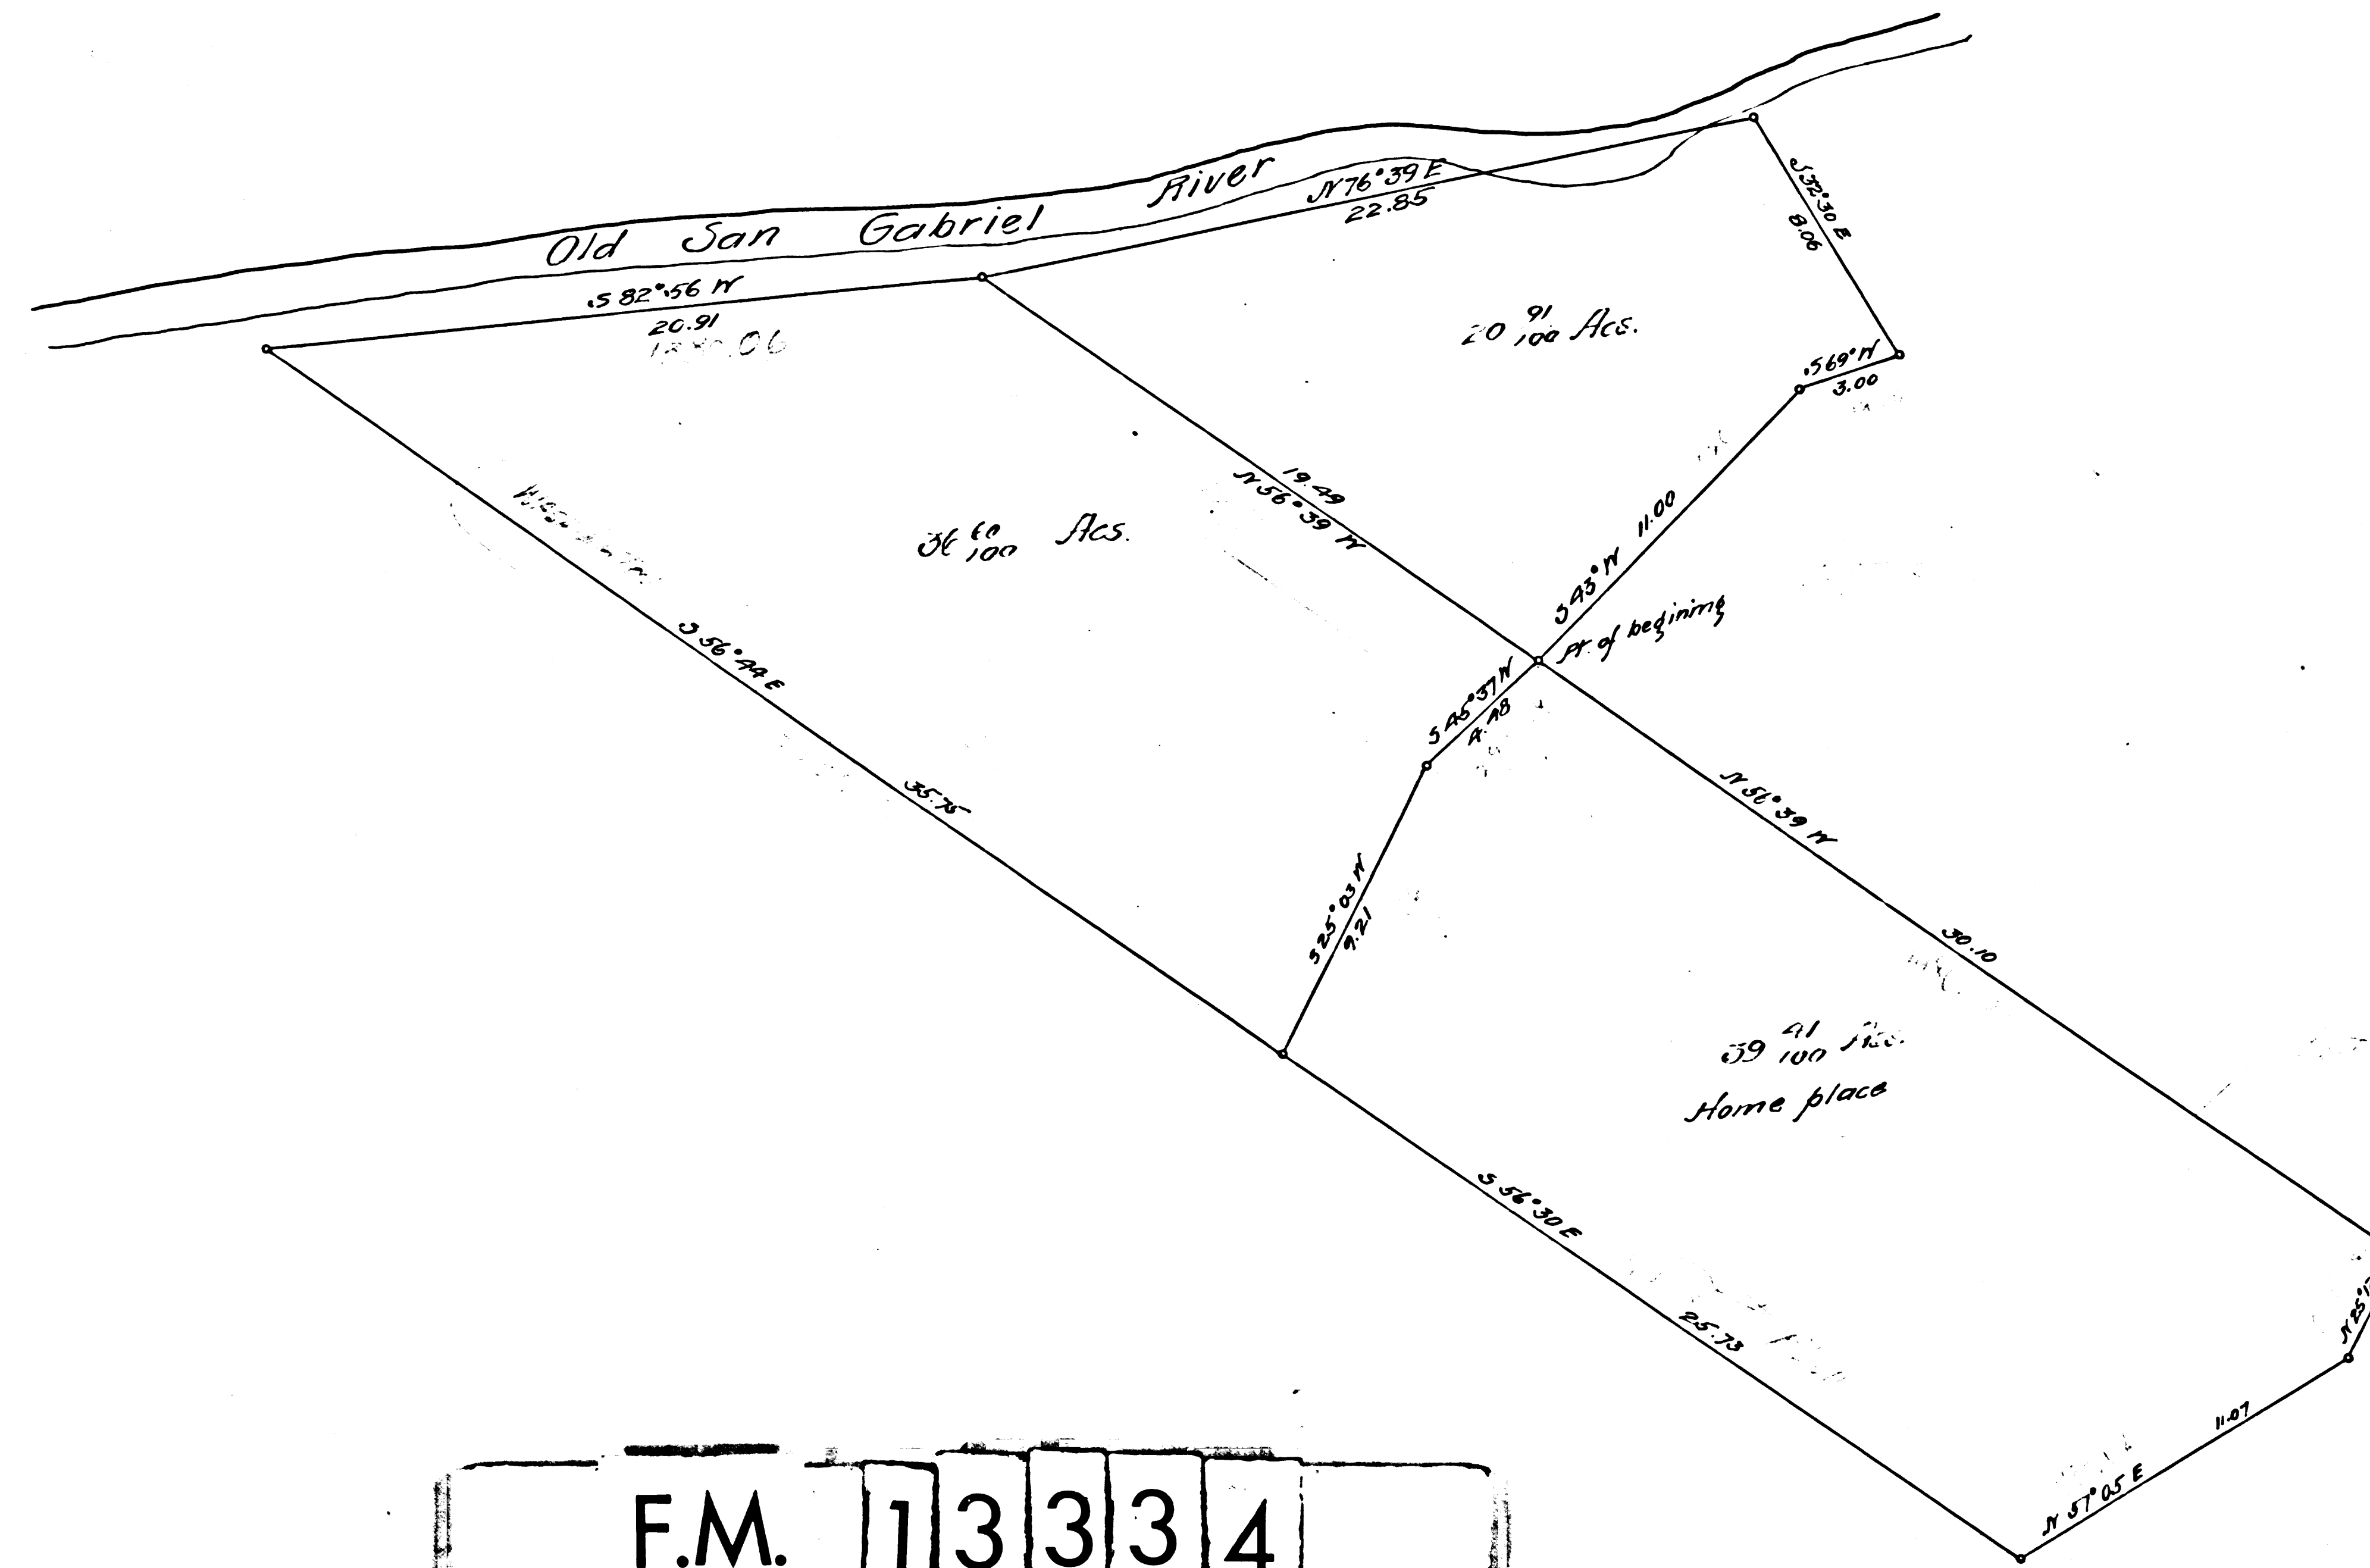 Old San Gabriel River
N 76° 39 E
22.85
S 32° 30 E
8.06
S 82° 56 W
20.91
20 91/100 Acs.
S 69° W
3.00
19.49
N 56° 39 W
11.00
S 43° W
36 60/100 Acs.
Pt. of begining
S 45° 37 W
4.48
S 56° 44 E
35.75
N 56° 39 W
30.10
S 25° 03 W
9.21
39 41/100 Acs.
Home place
S 56° 30 E
25.73
11.07
N 57° 05 E
F.M. 13334